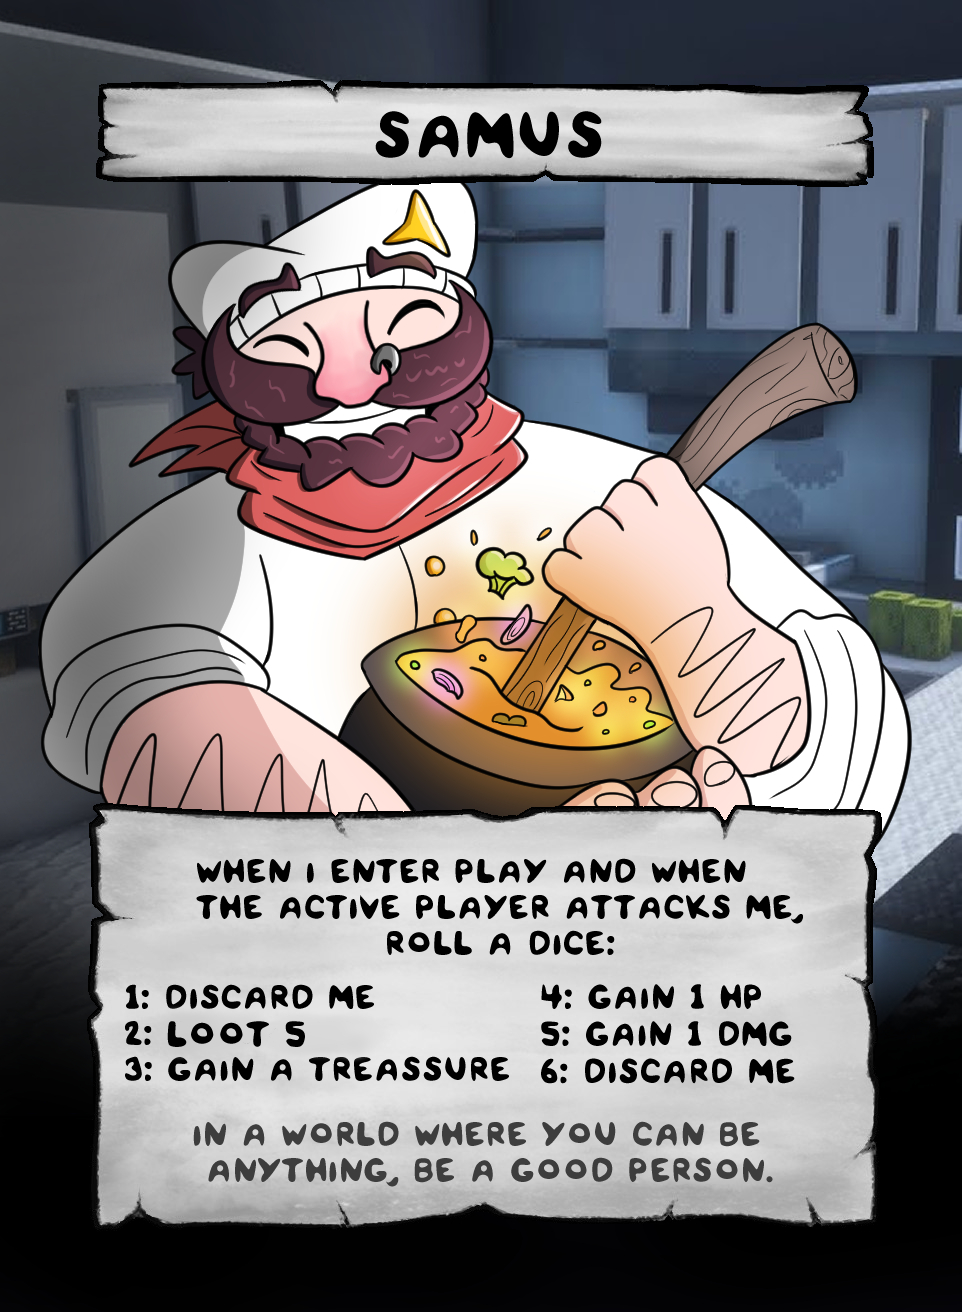 SAMUS
WHEN I ENTER PLAY AND WHEN
THE ACTIVE PLAYER ATTACKS ME,
ROLL A DICE:
1: DISCARD ME
2: LOOT 5
3: GAIN A TREASSURE
4: GAIN 1 HP
5: GAIN 1 DMG
6: DISCARD ME
IN A WORLD WHERE YOU CAN BE
ANYTHING, BE A GOOD PERSON.